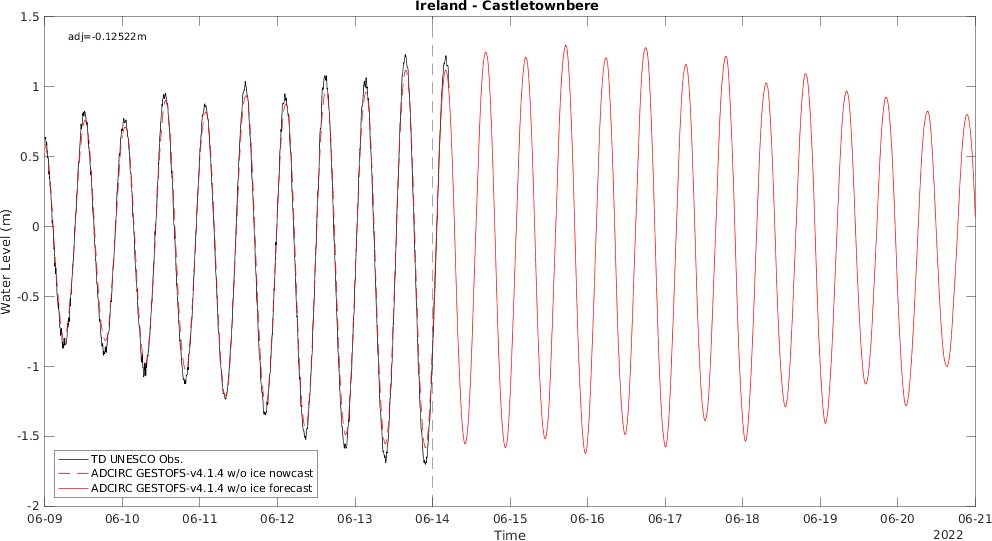 Ireland - Castletownbere
adj=-0.12522m
1.5
1
0.5
0
-0.5
-1
-1.5
-2
Water Level (m)
TD UNESCO Obs.
ADCIRC GESTOFS-v4.1.4 w/o ice nowcast
ADCIRC GESTOFS-v4.1.4 w/o ice forecast
06-09 06-10 06-11 06-12 06-13 06-14 06-15 06-16 06-17 06-18 06-19 06-20 06-21
Time
2022